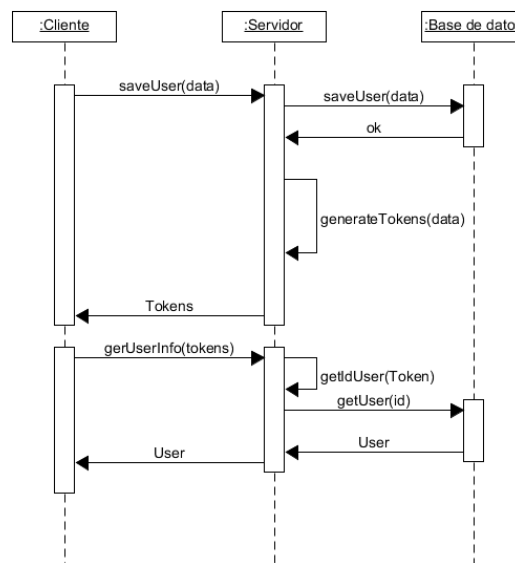 :Cliente
:Servidor
:Base de dato
saveUser(data)
saveUser(data)
ok
generateTokens(data)
Tokens
gerUserInfo(tokens)
getIdUser(Token)
getUser(id)
User
User